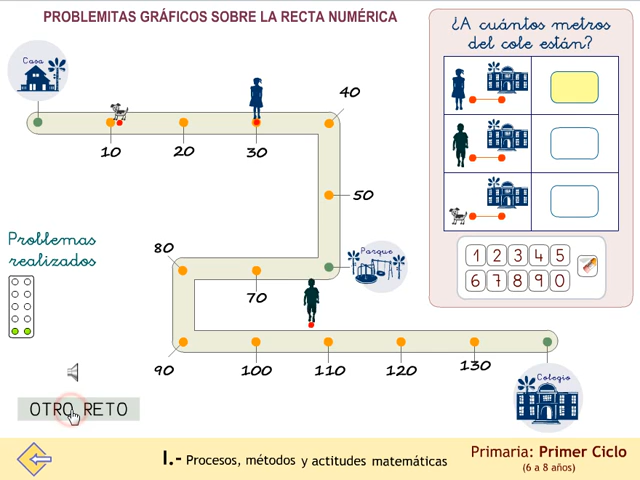 PROBLEMITAS GRÁFICOS SOBRE LA RECTA NUMÉRICA
¿A cuántos metros
del cole están?
Casa
40
10
20
30
50
Problemas
realizados
80
Parque
70
1 2 3 4 5
6 7 8 9 0
90
100
110
120
130
Colegio
OTRO RETO
I.- Procesos, métodos y actitudes matemáticas
Primaria: Primer Ciclo
(6 a 8 años)